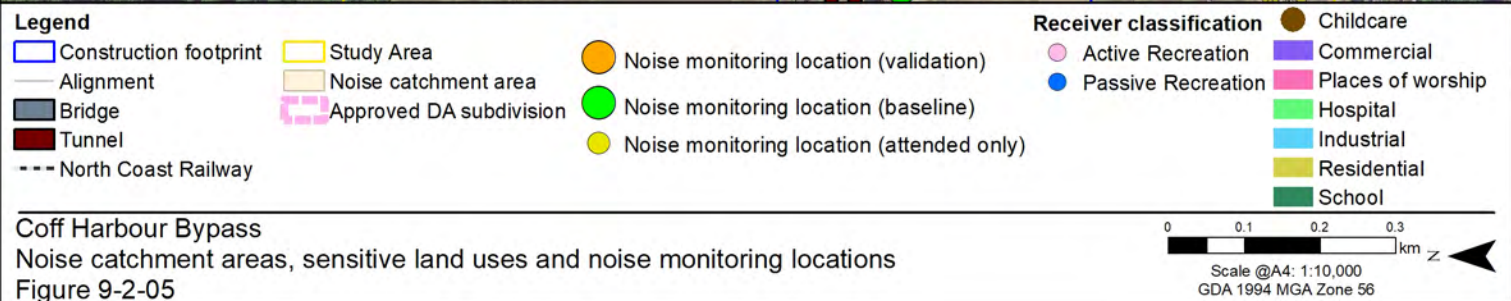 Legend
Construction footprint
Alignment
Bridge
Tunnel
North Coast Railway
Study Area
Noise catchment area
Approved DA subdivision
Noise monitoring location (validation)
Noise monitoring location (baseline)
Noise monitoring location (attended only)
Receiver classification
Active Recreation
Passive Recreation
Childcare
Commercial
Places of worship
Hospital
Industrial
Residential
School
Coff Harbour Bypass
Noise catchment areas, sensitive land uses and noise monitoring locations
Figure 9-2-05
0 0.1 0.2 0.3
km
N
Scale @A4: 1:10,000
GDA 1994 MGA Zone 56